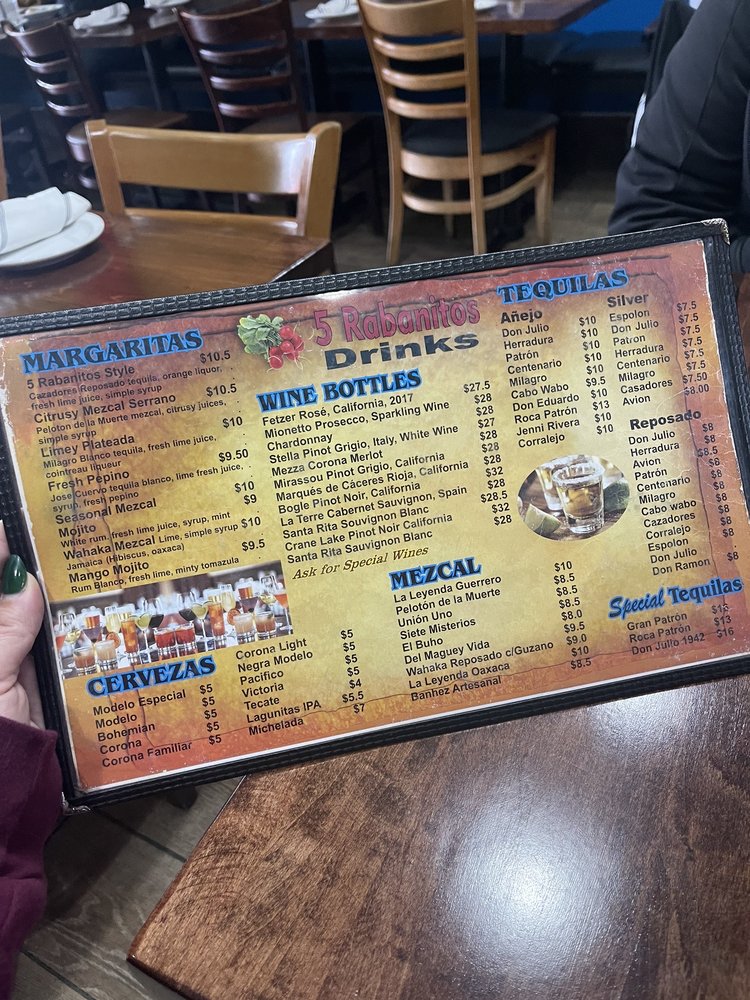 5 Rabanitos
Drinks
MARGARITAS
5 Rabanitos Style $10.5
Cazadores Reposado tequila, orange liquor,
fresh lime juice, simple syrup
Citrusy Mezcal Serrano $10.5
Peloton de la Muerte mezcal, citrusy juices,
simple syrup
Limey Plateada $10
Milagro Blanco tequila, fresh lime juice,
cointreau liqueur
Fresh Pepino $9.50
Jose Cuervo tequila blanco, lime fresh juice,
syrup, fresh pepino
Seasonal Mezcal $10
Mojito $9
White rum, fresh lime juice, syrup, mint
Wahaka Mezcal Lime, simple syrup $10
Jamaica (Hibiscus, oaxaca)
Mango Mojito $9.5
Rum Blanco, fresh lime, minty tomazula
CERVEZAS
Modelo Especial $5
Modelo $5
Bohemian $5
Corona $5
Corona Familiar $5
Corona Light $5
Negra Modelo $5
Pacifico $5
Victoria $5
Tecate $4
Lagunitas IPA $5.5
Michelada $7
WINE BOTTLES
Fetzer Rosé, California, 2017 $27.5
Mionetto Prosecco, Sparkling Wine $28
Chardonnay $28
Stella Pinot Grigio, Italy, White Wine $27
Mezza Corona Merlot $28
Mirassou Pinot Grigio, California $28
Marqués de Cáceres Rioja, California $28
Bogle Pinot Noir, California $32
La Terre Cabernet Sauvignon, Spain $28
Santa Rita Souvignon Blanc $28.5
Crane Lake Pinot Noir California $32
Santa Rita Sauvignon Blanc $28
Ask for Special Wines
MEZCAL
La Leyenda Guerrero $10
Pelotón de la Muerte $8.5
Unión Uno $8.5
Siete Misterios $8.5
El Buho $8.0
Del Maguey Vida $9.5
Wahaka Reposado c/Guzano $9.0
La Leyenda Oaxaca $10
Banhez Artesanal $8.5
TEQUILAS
Añejo
Don Julio $10
Herradura $10
Patrón $10
Centenario $10
Milagro $10
Cabo Wabo $9.5
Don Eduardo $10
Roca Patrón $13
Jenni Rivera $10
Corralejo $10
Silver
Espolon $7.5
Don Julio $7.5
Patron $7.5
Herradura $7.5
Centenario $7.5
Milagro $7.5
Casadores $7.50
Avion $8.00
Reposado
Don Julio $8
Herradura $8
Avion $8.5
Patrón $8
Centenario $8
Milagro $8
Cabo wabo $8
Cazadores $8
Corralejo $8
Espolon $8
Don Julio $8
Don Ramon $8
Special Tequilas
Gran Patrón $13
Roca Patrón $13
Don Julio 1942 $16